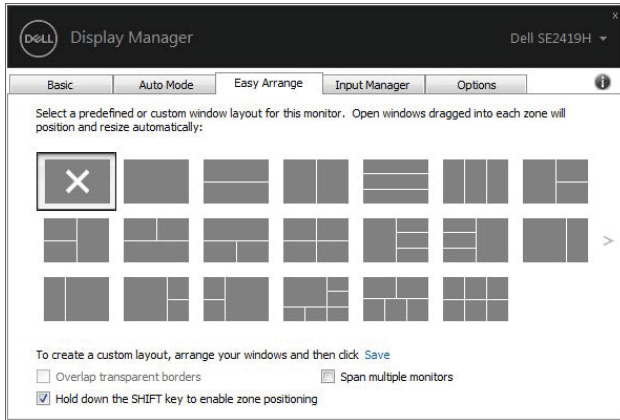 x
DELL Display Manager Dell SE2419H
Basic Auto Mode Easy Arrange Input Manager Options i
Select a predefined or custom window layout for this monitor. Open windows dragged into each zone will
position and resize automatically:
>
To create a custom layout, arrange your windows and then click Save
Overlap transparent borders Span multiple monitors
Hold down the SHIFT key to enable zone positioning